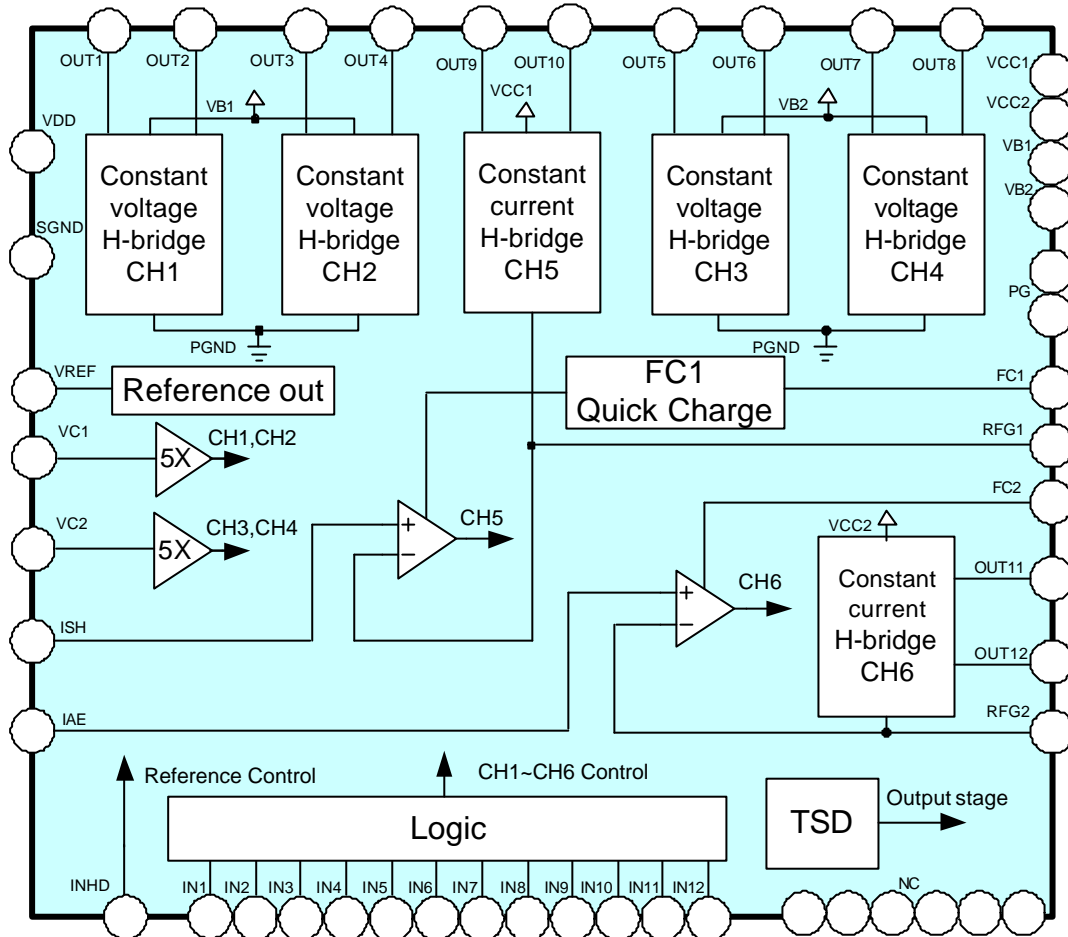 OUT1
OUT2
OUT3
OUT4
OUT9
OUT10
OUT5
OUT6
OUT7
OUT8
VCC1
VCC2
VB1
VB2
PG
VDD
SGND
VB1
VCC1
VB2
Constant
voltage
H-bridge
CH1
Constant
voltage
H-bridge
CH2
Constant
current
H-bridge
CH5
Constant
voltage
H-bridge
CH3
Constant
voltage
H-bridge
CH4
PGND
PGND
VREF
Reference out
FC1
Quick Charge
FC1
VC1
5X
CH1,CH2
RFG1
VC2
5X
CH3,CH4
+
−
CH5
FC2
VCC2
Constant
current
H-bridge
CH6
OUT11
OUT12
RFG2
ISH
+
−
CH6
IAE
Reference Control
CH1~CH6 Control
Logic
TSD
Output stage
INHD
IN1
IN2
IN3
IN4
IN5
IN6
IN7
IN8
IN9
IN10
IN11
IN12
NC